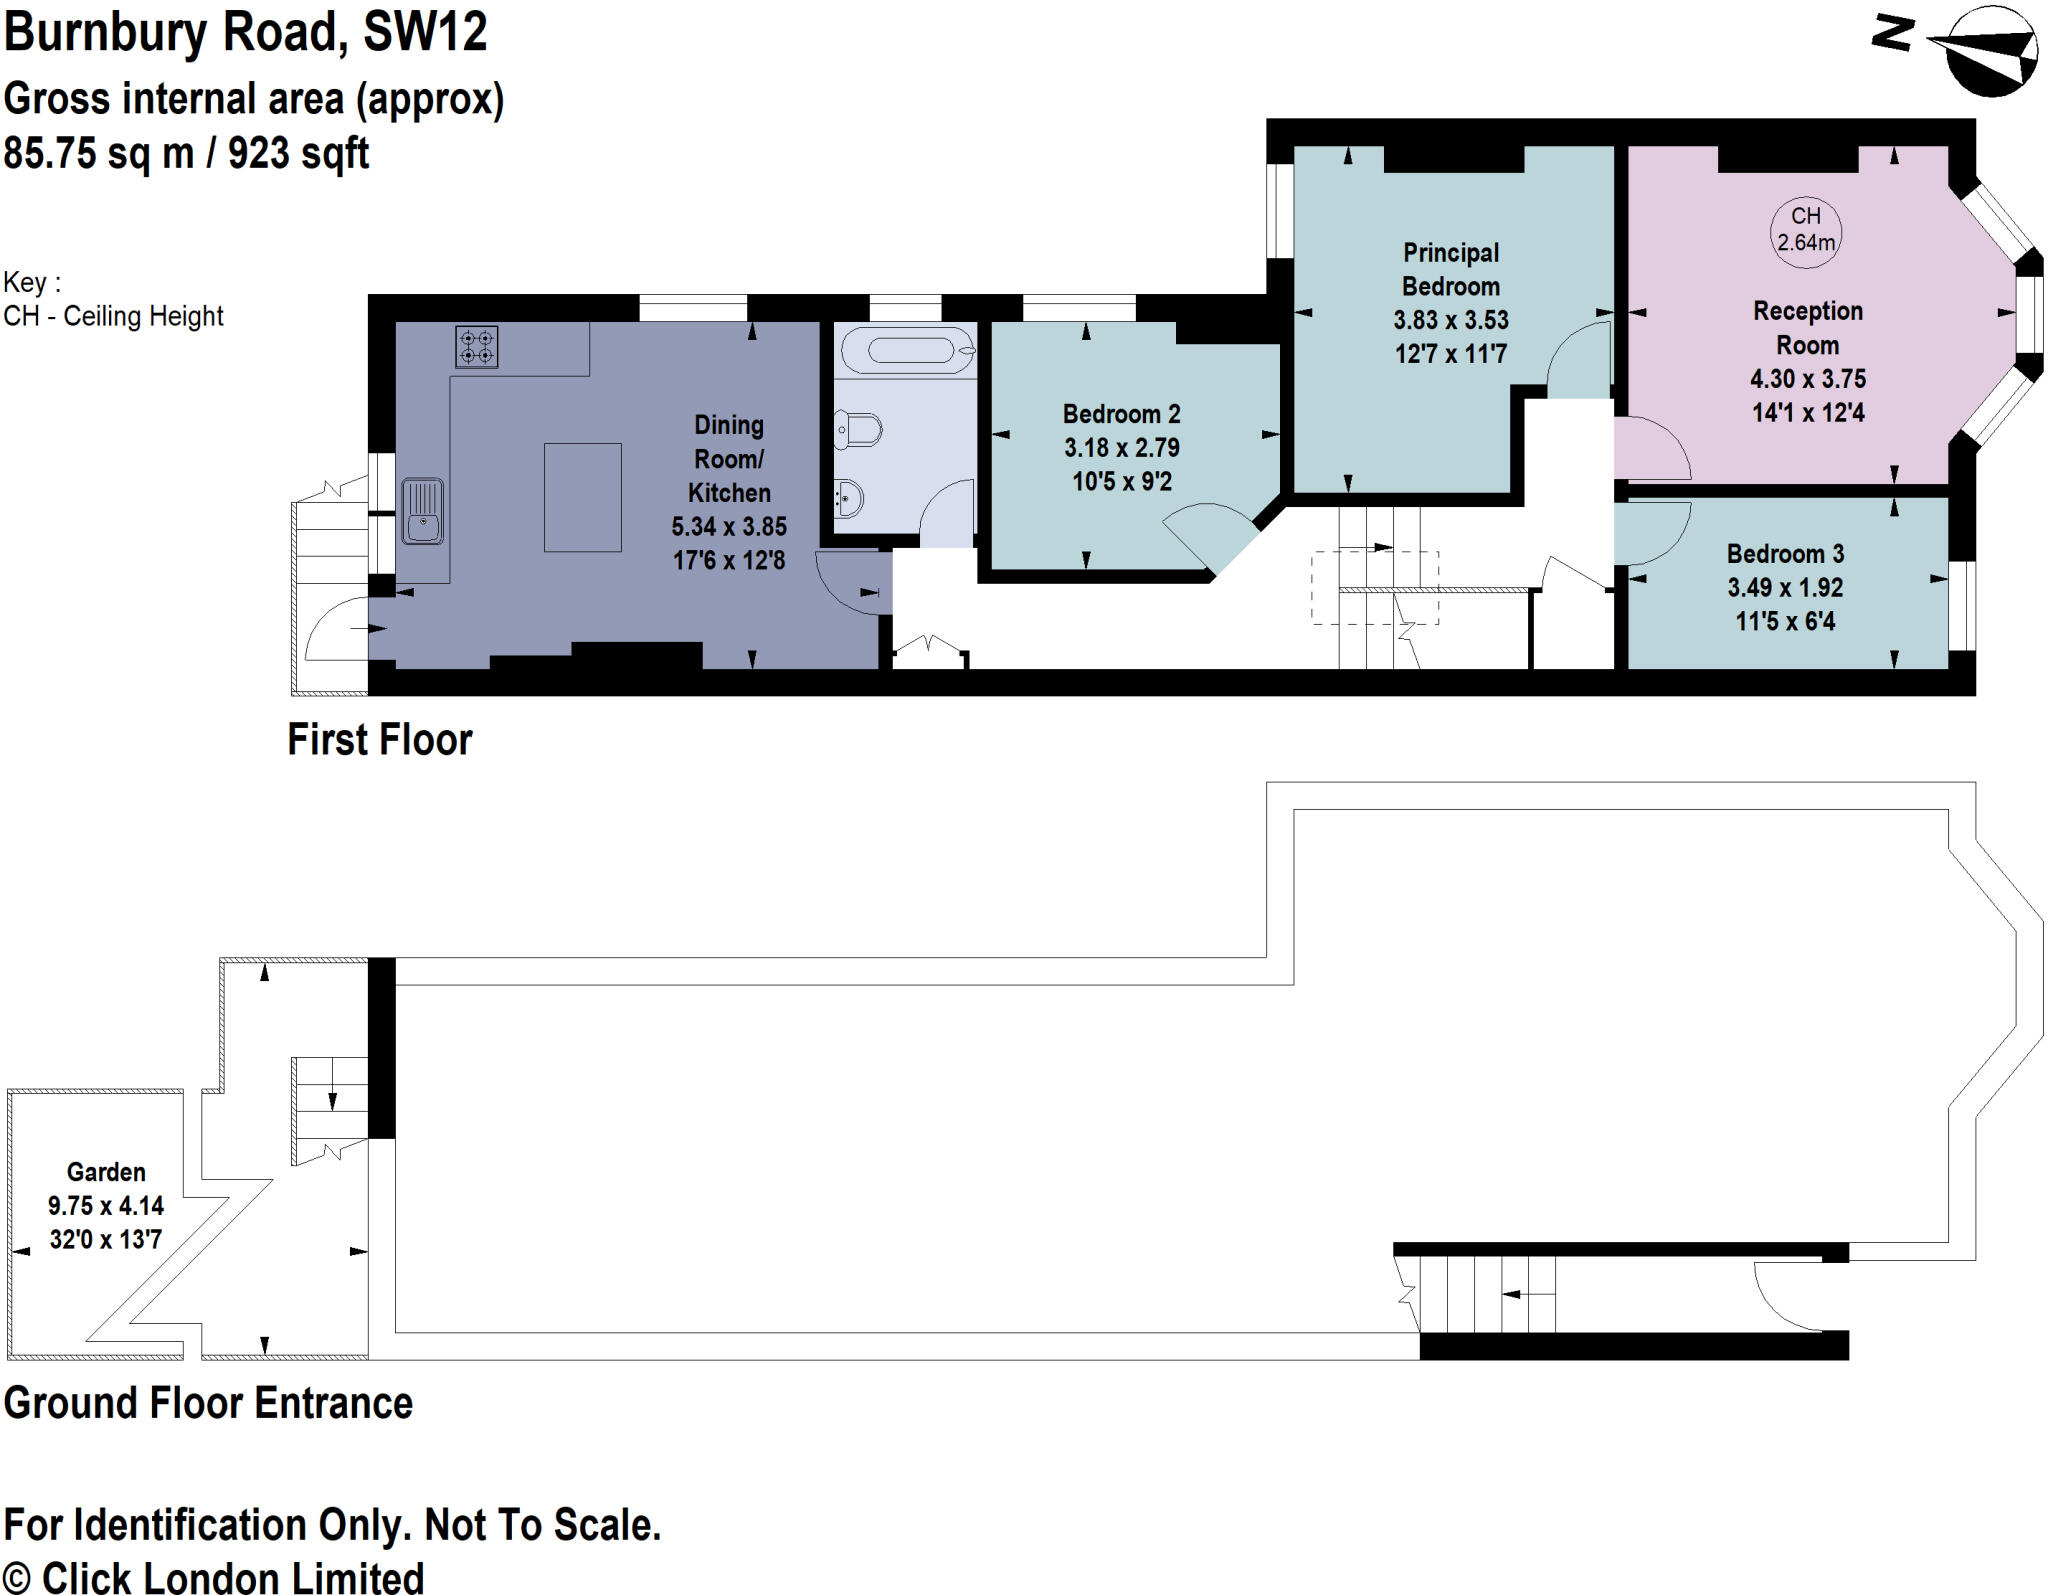 Burnbury Road, SW12
Gross internal area (approx)
85.75 sq m / 923 sqft
N
Key :
CH - Ceiling Height
Dining
Room/
Kitchen
5.34 x 3.85
17'6 x 12'8
Bedroom 2
3.18 x 2.79
10'5 x 9'2
Principal
Bedroom
3.83 x 3.53
12'7 x 11'7
CH
2.64m
Reception
Room
4.30 x 3.75
14'1 x 12'4
Bedroom 3
3.49 x 1.92
11'5 x 6'4
First Floor
Garden
9.75 x 4.14
32'0 x 13'7
Ground Floor Entrance
For Identification Only. Not To Scale.
© Click London Limited